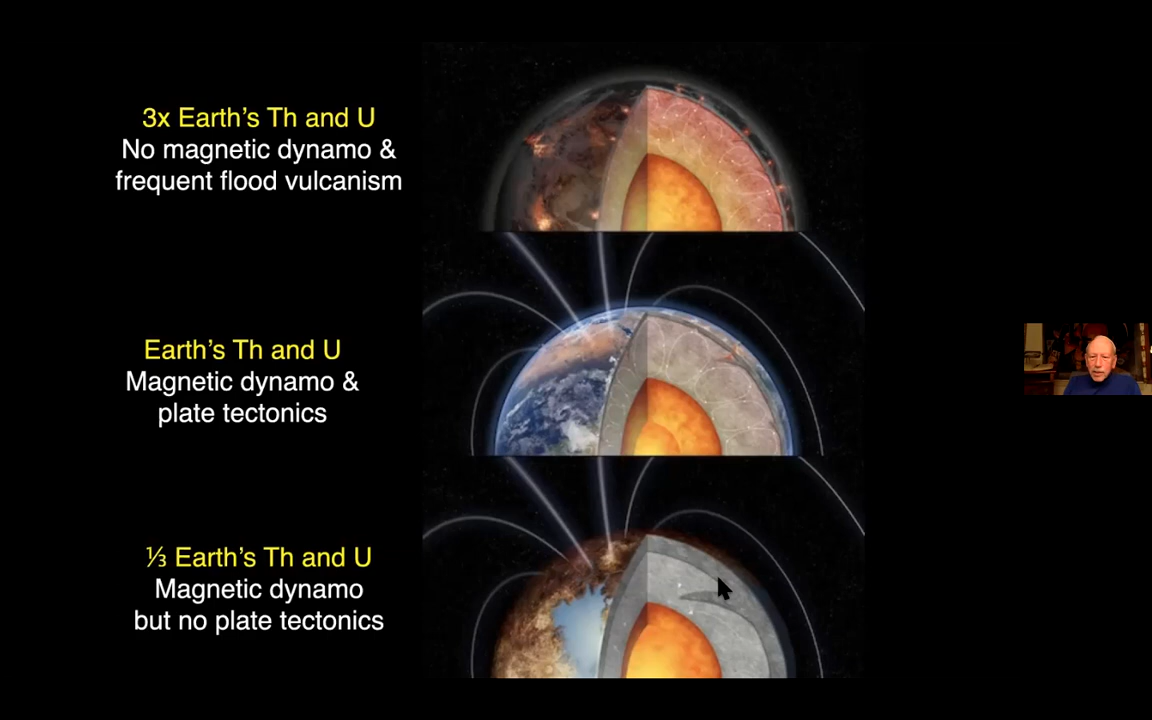 3x Earth's Th and U
No magnetic dynamo &
frequent flood vulcanism
Earth's Th and U
Magnetic dynamo &
plate tectonics
⅓ Earth's Th and U
Magnetic dynamo
but no plate tectonics